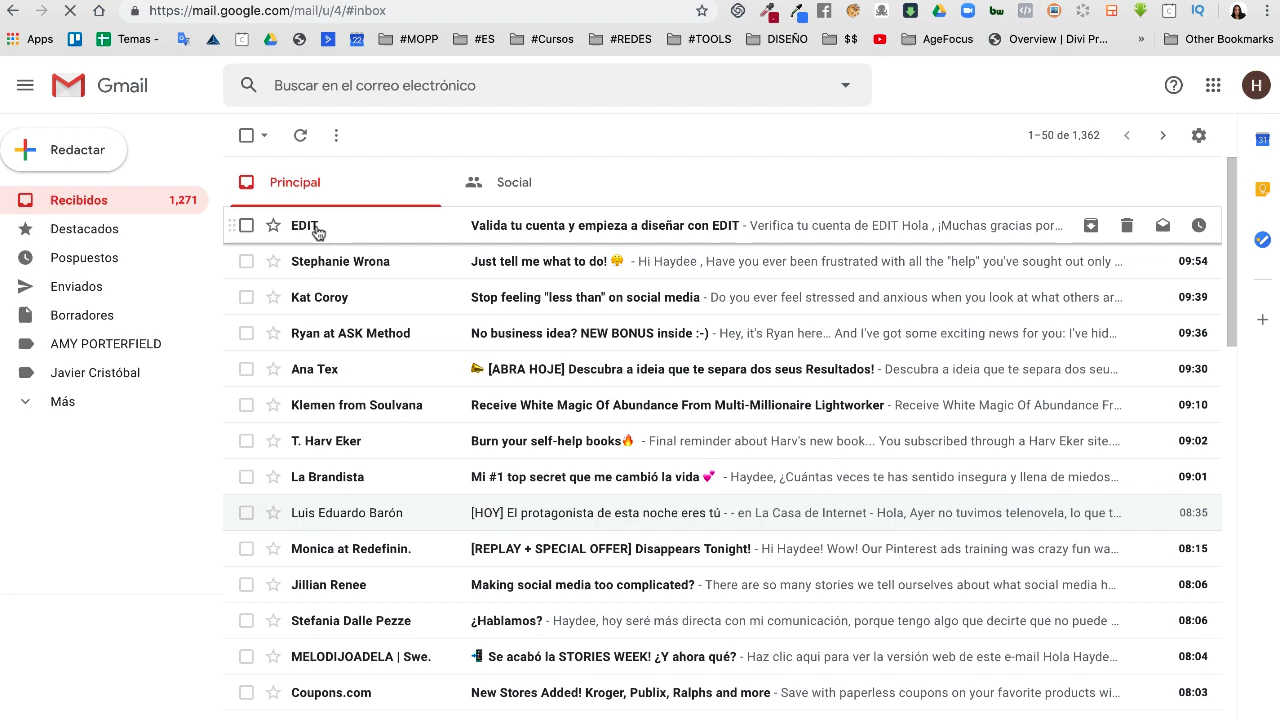 https://mail.google.com/mail/u/4/#inbox
Apps Temas - #MOPP #ES #Cursos #REDES #TOOLS DISEÑO $$ AgeFocus Overview | Divi Pr... » Other Bookmarks
Gmail Buscar en el correo electrónico H
Redactar 1–50 de 1,362
Principal Social
Recibidos 1,271
Destacados
Pospuestos
Enviados
Borradores
AMY PORTERFIELD
Javier Cristóbal
Más
EDIT Valida tu cuenta y empieza a diseñar con EDIT - Verifica tu cuenta de EDIT Hola , ¡Muchas gracias por...
Stephanie Wrona Just tell me what to do! - Hi Haydee , Have you ever been frustrated with all the "help" you've sought out only ... 09:54
Kat Coroy Stop feeling "less than" on social media - Do you ever feel stressed and anxious when you look at what others ar... 09:39
Ryan at ASK Method No business idea? NEW BONUS inside :-) - Hey, it's Ryan here... And I've got some exciting news for you: I've hid... 09:36
Ana Tex [ABRA HOJE] Descubra a ideia que te separa dos seus Resultados! - Descubra a ideia que te separa dos seu... 09:30
Klemen from Soulvana Receive White Magic Of Abundance From Multi-Millionaire Lightworker - Receive White Magic Of Abundance Fr... 09:10
T. Harv Eker Burn your self-help books🔥 - Final reminder about Harv's new book... You subscribed through a Harv Eker site.... 09:02
La Brandista Mi #1 top secret que me cambió la vida 💕 - Haydee, ¿Cuántas veces te has sentido insegura y llena de miedos... 09:01
Luis Eduardo Barón [HOY] El protagonista de esta noche eres tú - - en La Casa de Internet - Hola, Ayer no tuvimos telenovela, lo que t... 08:35
Monica at Redefinin. [REPLAY + SPECIAL OFFER] Disappears Tonight! - Hi Haydee! Wow! Our Pinterest ads training was crazy fun wa... 08:15
Jillian Renee Making social media too complicated? - There are so many stories we tell ourselves about what social media h... 08:06
Stefania Dalle Pezze ¿Hablamos? - Haydee, hoy seré más directa con mi comunicación, porque tengo algo que decirte que no puede ... 08:06
MELODIJOADELA | Swe. 📲 Se acabó la STORIES WEEK! ¿Y ahora qué? - Haz clic aqui para ver la versión web de este e-mail Hola Hayde... 08:04
Coupons.com New Stores Added! Kroger, Publix, Ralphs and more - Save with paperless coupons on your favorite products wi... 08:03